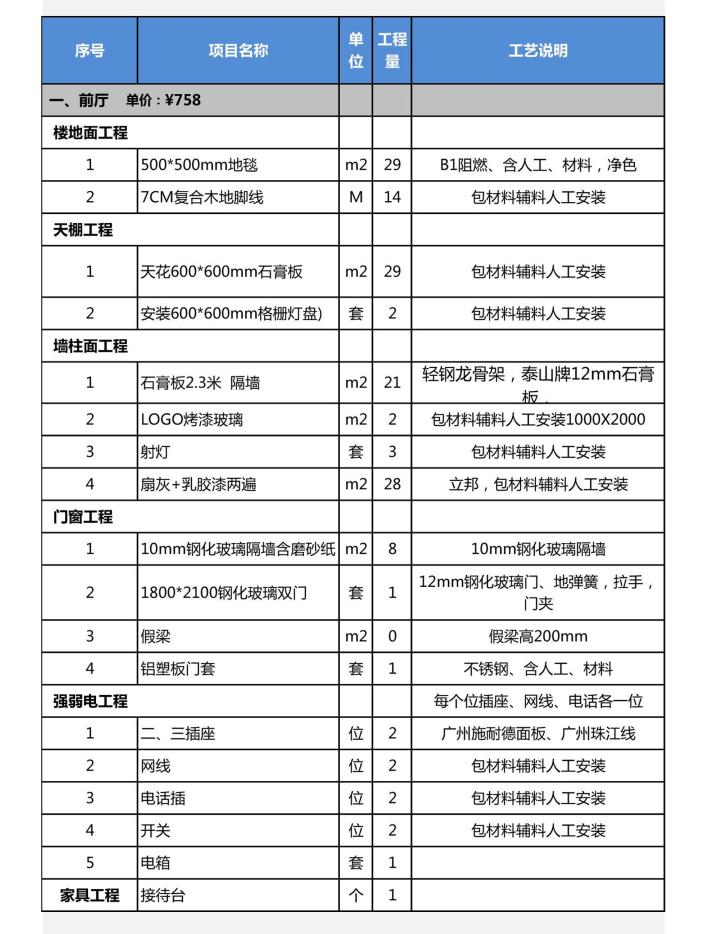 序号 项目名称 单位 工程量 工艺说明
一、前厅 单价：¥758
楼地面工程
1 500*500mm地毯 m2 29 B1阻燃、含人工、材料，净色
2 7CM复合木地脚线 M 14 包材料辅料人工安装
天棚工程
1 天花600*600mm石膏板 m2 29 包材料辅料人工安装
2 安装600*600mm格栅灯盘) 套 2 包材料辅料人工安装
墙柱面工程
1 石膏板2.3米 隔墙 m2 21 轻钢龙骨架，泰山牌12mm石膏
板，
2 LOGO烤漆玻璃 m2 2 包材料辅料人工安装1000X2000
3 射灯 套 3 包材料辅料人工安装
4 扇灰+乳胶漆两遍 m2 28 立邦，包材料辅料人工安装
门窗工程
1 10mm钢化玻璃隔墙含磨砂纸 m2 8 10mm钢化玻璃隔墙
2 1800*2100钢化玻璃双门 套 1 12mm钢化玻璃门、地弹簧，拉手，
门夹
3 假梁 m2 0 假梁高200mm
4 铝塑板门套 套 1 不锈钢、含人工、材料
强弱电工程 每个位插座、网线、电话各一位
1 二、三插座 位 2 广州施耐德面板、广州珠江线
2 网线 位 2 包材料辅料人工安装
3 电话插 位 2 包材料辅料人工安装
4 开关 位 2 包材料辅料人工安装
5 电箱 套 1
家具工程 接待台 个 1